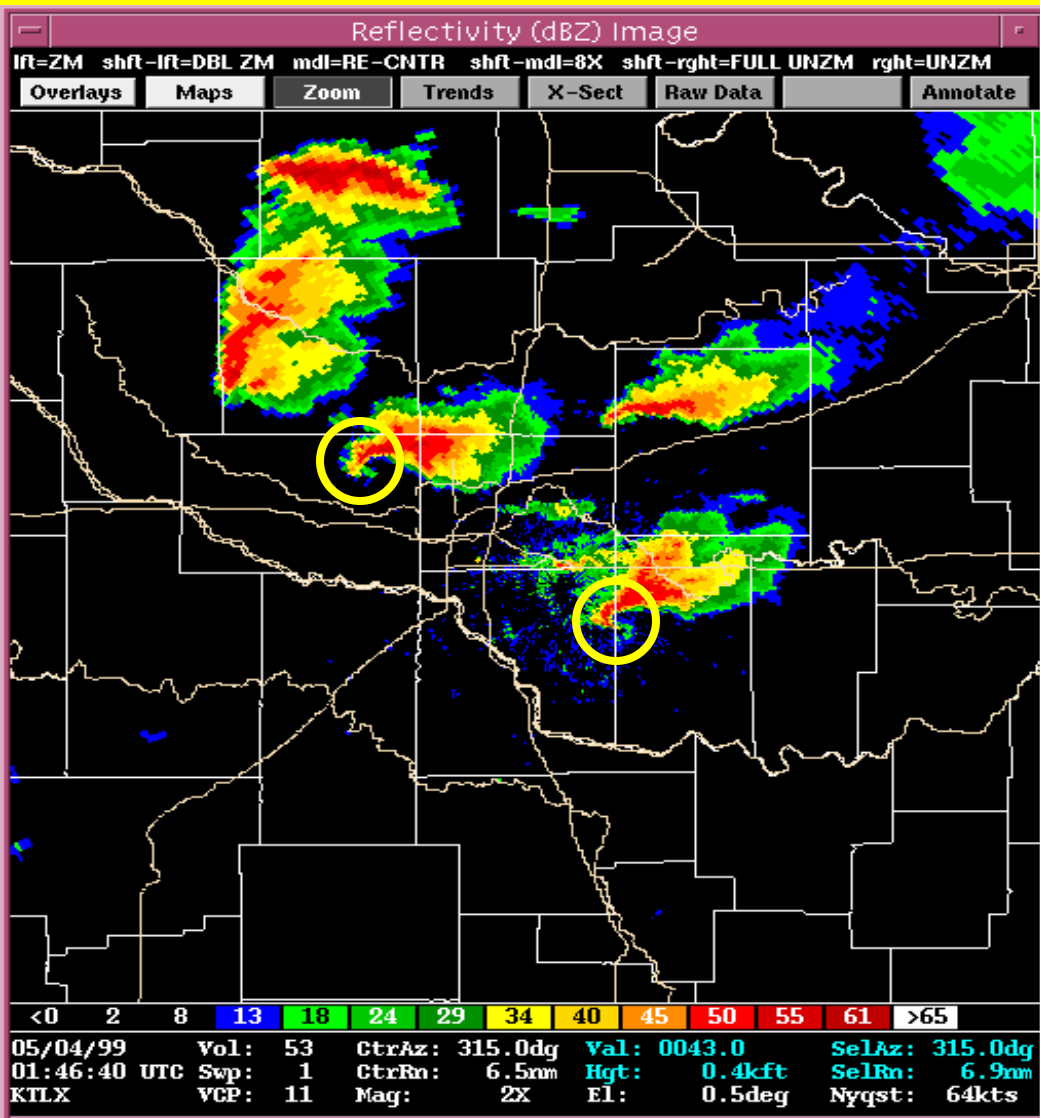 Reflectivity (dBZ) Image
lft=ZM shft-lft=DBL ZM mdl=RE-CNTR shft-mdl=8X shft-rght=FULL UNZM rght=UNZM
Overlays Maps Zoom Trends X-Sect Raw Data Annotate
<0 2 8 13 18 24 29 34 40 45 50 55 61 >65
05/04/99 Vol: 53 CtrAz: 315.0dg Val: 0043.0 SelAz: 315.0dg
01:46:40 UTC Swp: 1 CtrRn: 6.5nm Hgt: 0.4kft SelRn: 6.9nm
KTLX VCP: 11 Mag: 2X El: 0.5deg Nyqst: 64kts